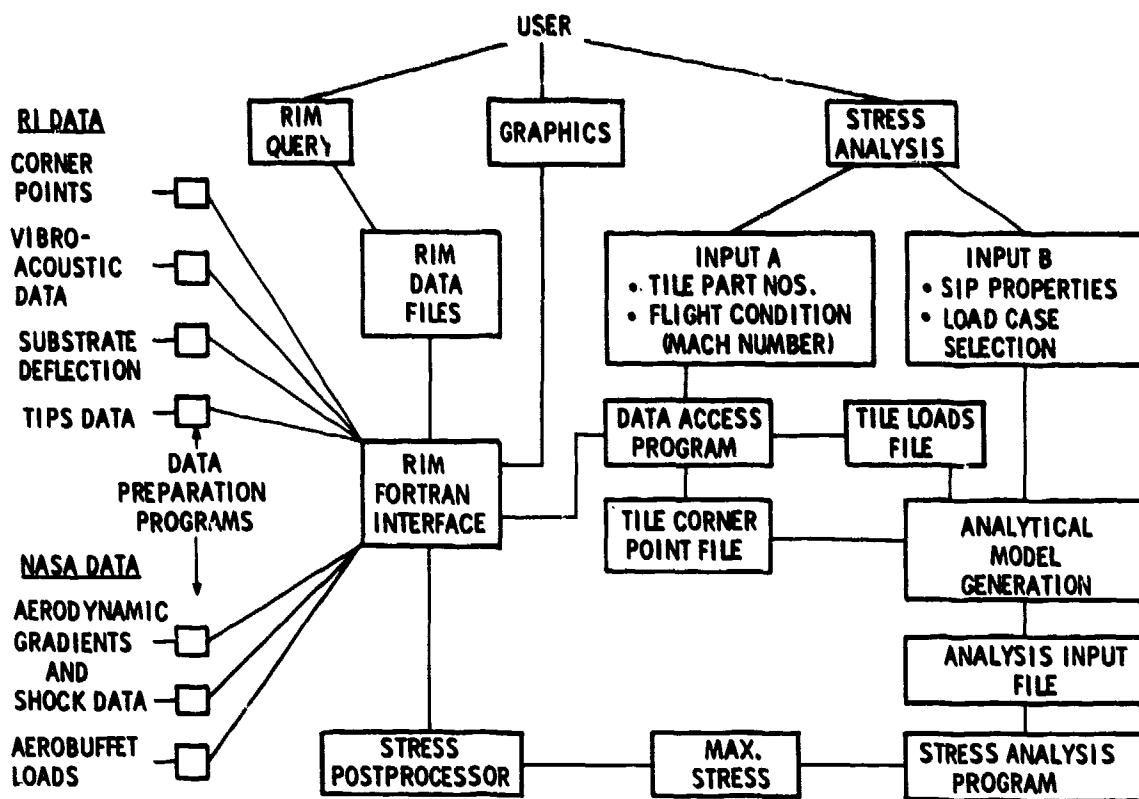 USER
RIM
QUERY
GRAPHICS
STRESS
ANALYSIS
RI DATA
CORNER
POINTS
VIBRO-
ACOUSTIC
DATA
SUBSTRATE
DEFLECTION
TIPS DATA
DATA
PREPARATION
PROGRAMS
NASA DATA
AERODYNAMIC
GRADIENTS
AND
SHOCK DATA
AEROBUFFET
LOADS
RIM
DATA
FILES
RIM
FORTRAN
INTERFACE
INPUT A
• TILE PART NOS.
• FLIGHT CONDITION
(MACH NUMBER)
INPUT B
• SIP PROPERTIES
• LOAD CASE
SELECTION
DATA ACCESS
PROGRAM
TILE LOADS
FILE
TILE CORNER
POINT FILE
ANALYTICAL
MODEL
GENERATION
ANALYSIS INPUT
FILE
STRESS
POSTPROCESSOR
MAX.
STRESS
STRESS ANALYSIS
PROGRAM